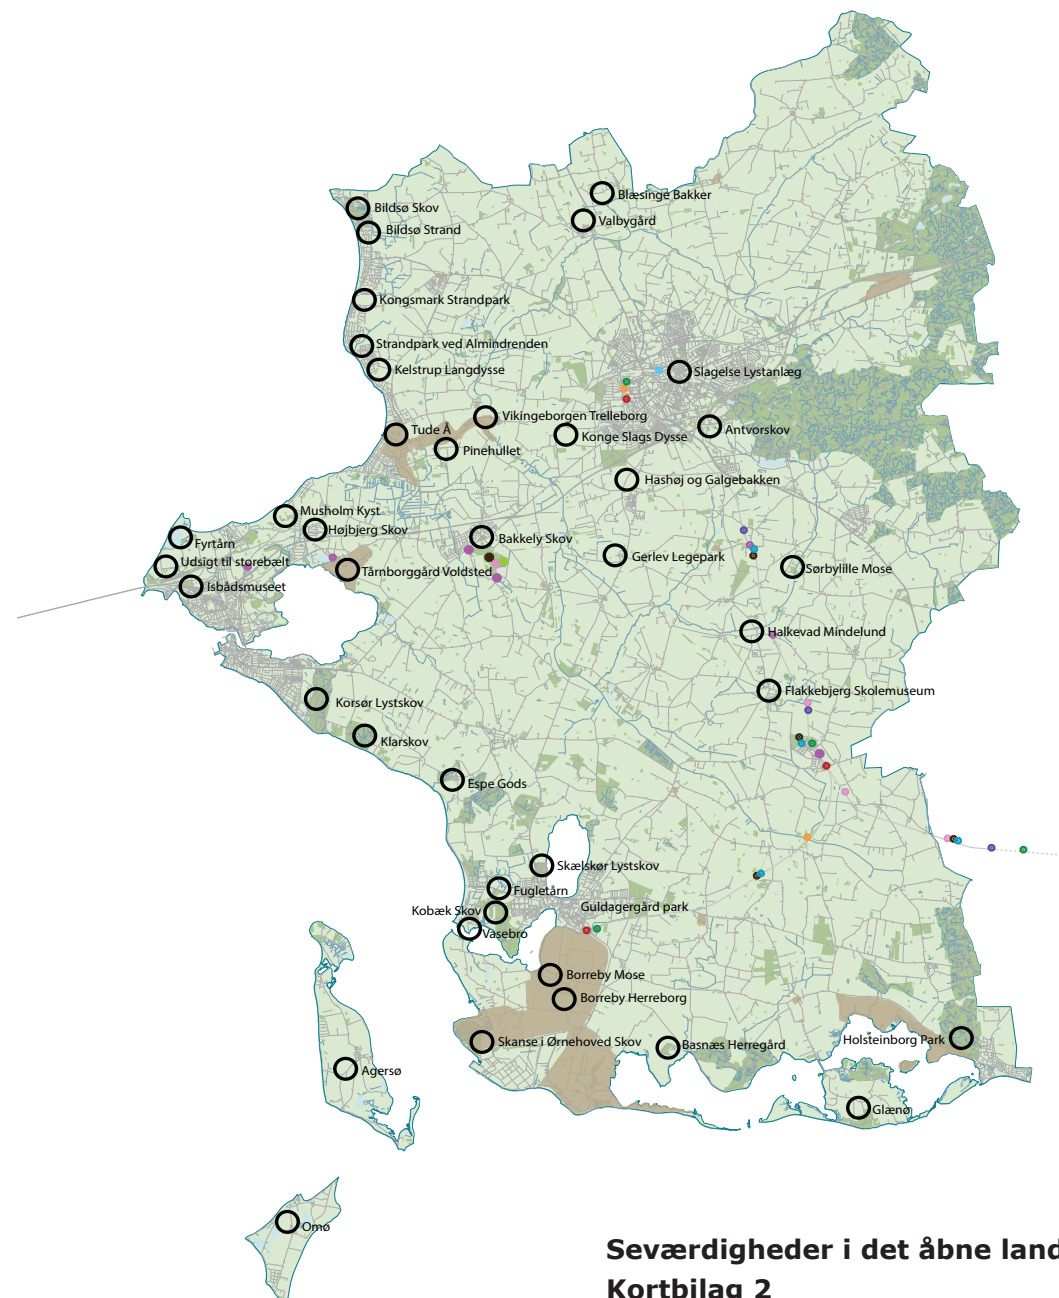 Blæsinge Bakker
Bildsø Skov
Valbygård
Bildsø Strand
Kongsmark Strandpark
Strandpark ved Almindrenden
Kelstrup Langdysse
Slagelse Lystanlæg
Vikingeborgen Trelleborg
Tude Å
Konge Slags Dysse
Antvorskov
Pinehullet
Hashøj og Galgebakken
Musholm Kyst
Højbjerg Skov
Bakkely Skov
Fyrtårn
Gerlev Legepark
Udsigt til størebælt
Tårnborggård Voldsted
Sørbylille Mose
Isbådsmuseet
Halkevad Mindelund
Flakkebjerg Skolemuseum
Korsør Lystskov
Klarskov
Espe Gods
Skælskør Lystskov
Fugletårn
Guldagergård park
Kobæk Skov
Vasebro
Borreby Mose
Borreby Herreborg
Skanse i Ørnehoved Skov
Basnæs Herregård
Holsteinborg Park
Agersø
Glænø
Omø
Seværdigheder i det åbne land
Kortbilag 2